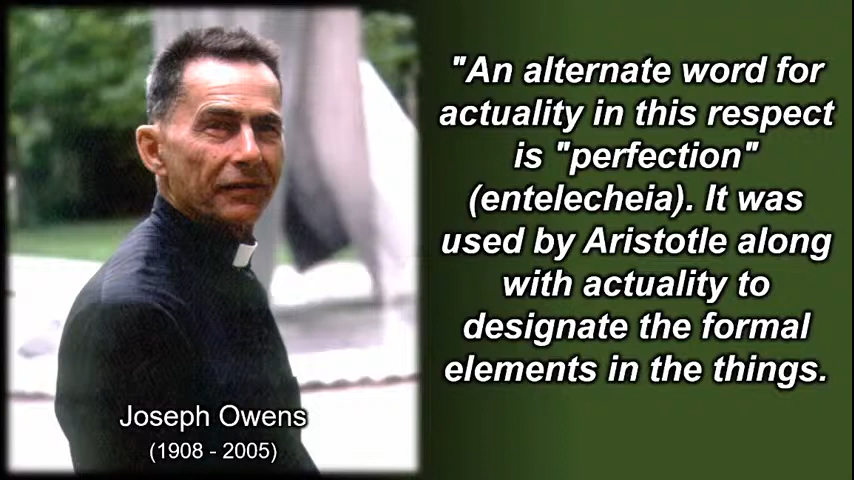 "An alternate word for
actuality in this respect
is "perfection"
(entelecheia). It was
used by Aristotle along
with actuality to
designate the formal
elements in the things.
Joseph Owens
(1908 - 2005)